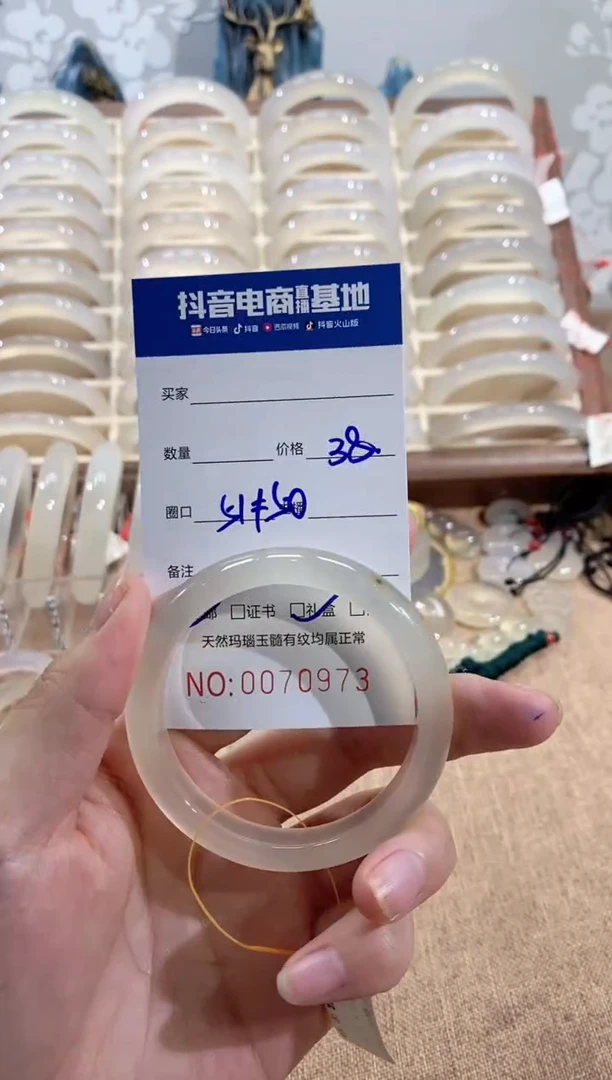 抖音电商直播基地
今日头条 抖音 西瓜视频 抖音火山版
买家
数量 价格 38.
圈口
备注
邮 证书 礼盒
天然玛瑙玉髓有纹均属正常
NO:0070973